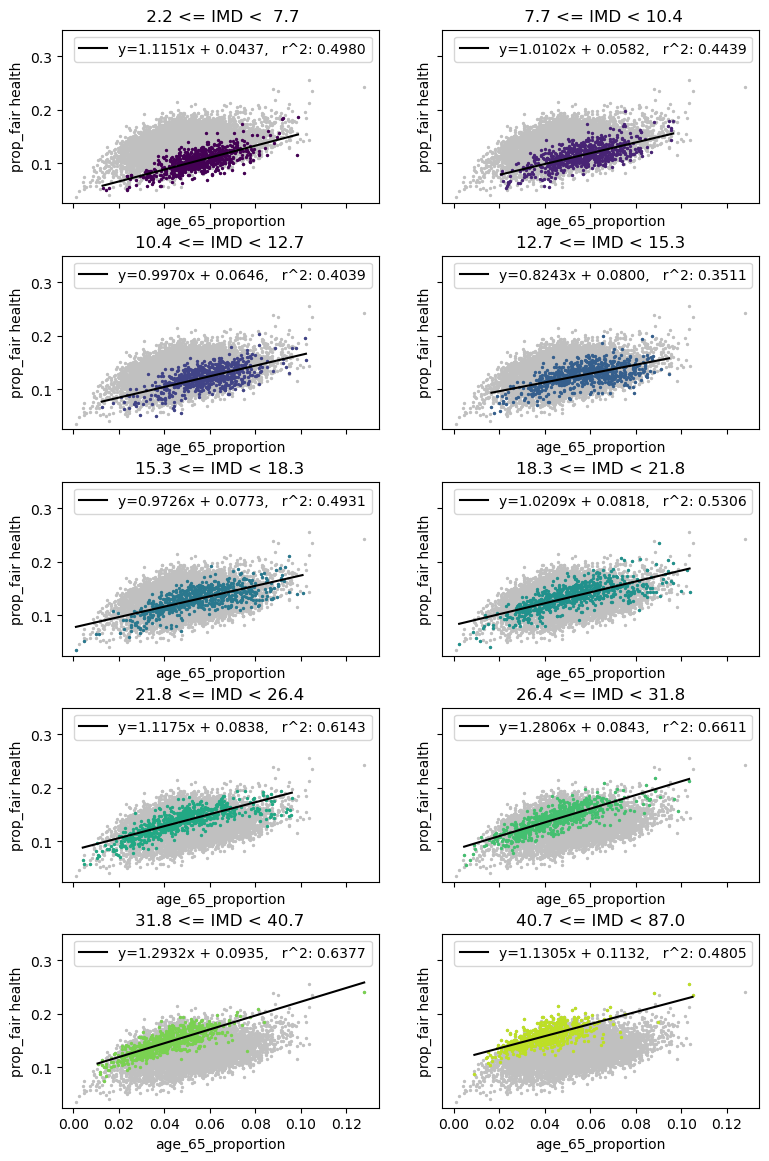 2.2 <= IMD <  7.7
7.7 <= IMD < 10.4
y=1.1151x + 0.0437,   r^2: 0.4980
y=1.0102x + 0.0582,   r^2: 0.4439
0.3
0.2
0.1
prop_fair health
prop_fair health
age_65_proportion
age_65_proportion
10.4 <= IMD < 12.7
12.7 <= IMD < 15.3
y=0.9970x + 0.0646,   r^2: 0.4039
y=0.8243x + 0.0800,   r^2: 0.3511
0.3
0.2
0.1
prop_fair health
prop_fair health
age_65_proportion
age_65_proportion
15.3 <= IMD < 18.3
18.3 <= IMD < 21.8
y=0.9726x + 0.0773,   r^2: 0.4931
y=1.0209x + 0.0818,   r^2: 0.5306
0.3
0.2
0.1
prop_fair health
prop_fair health
age_65_proportion
age_65_proportion
21.8 <= IMD < 26.4
26.4 <= IMD < 31.8
y=1.1175x + 0.0838,   r^2: 0.6143
y=1.2806x + 0.0843,   r^2: 0.6611
0.3
0.2
0.1
prop_fair health
prop_fair health
age_65_proportion
age_65_proportion
31.8 <= IMD < 40.7
40.7 <= IMD < 87.0
y=1.2932x + 0.0935,   r^2: 0.6377
y=1.1305x + 0.1132,   r^2: 0.4805
0.3
0.2
0.1
prop_fair health
prop_fair health
0.00 0.02 0.04 0.06 0.08 0.10 0.12
0.00 0.02 0.04 0.06 0.08 0.10 0.12
age_65_proportion
age_65_proportion